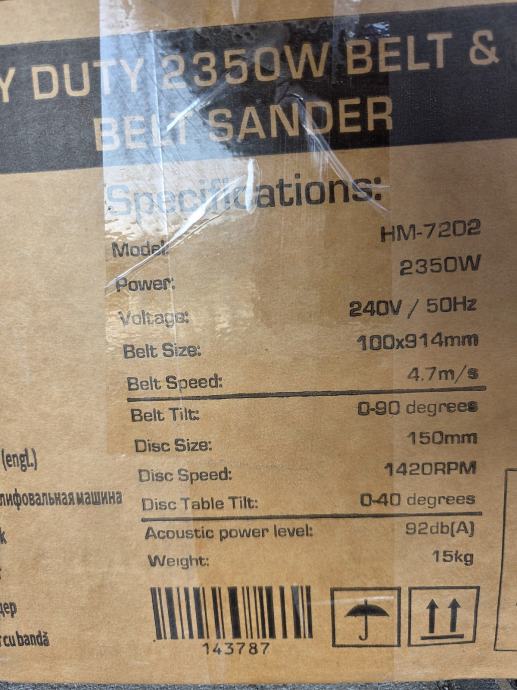 Y DUTY 2350W BELT &
BELT SANDER
Specifications:
Model: HM-7202
Power: 2350W
Voltage: 240V / 50Hz
Belt Size: 100x914mm
Belt Speed: 4.7m/s
Belt Tilt: 0-90 degrees
Disc Size: 150mm
Disc Speed: 1420RPM
Disc Table Tilt: 0-40 degrees
Acoustic power level: 92db(A)
Weight: 15kg
(engl.)
лифовальная машина
k
дер
r cu bandă
143787